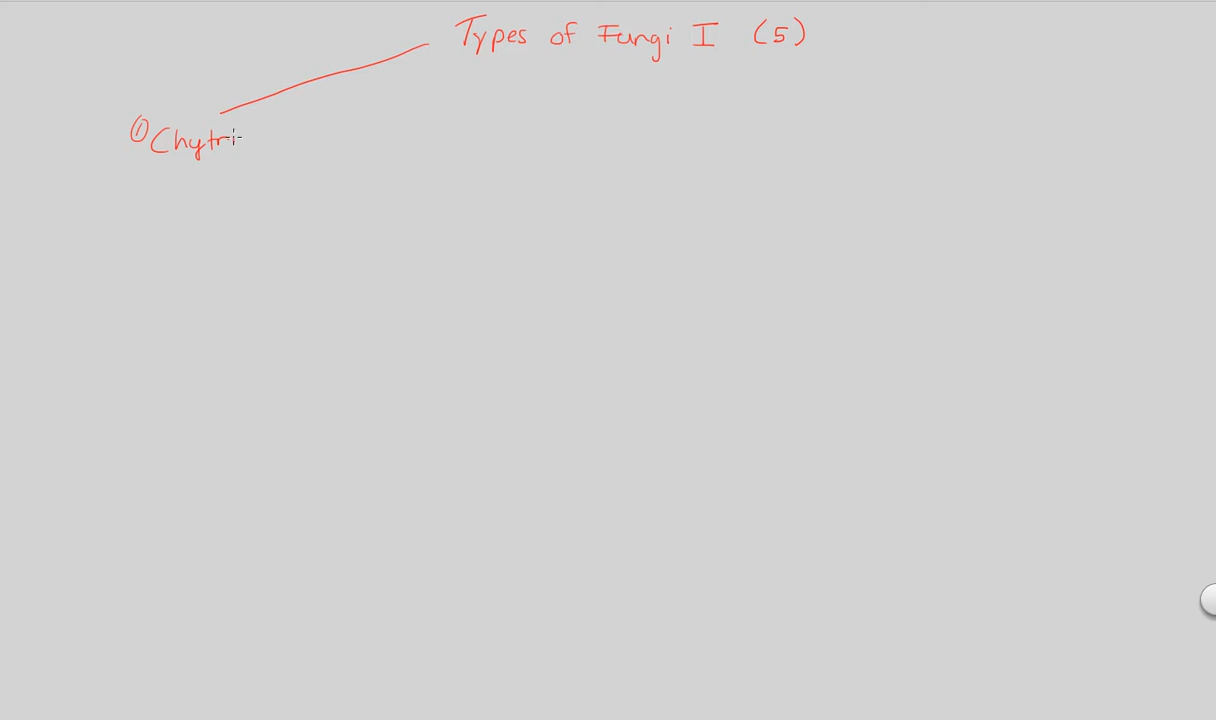 Types of Fungi I (5)
① Chytri